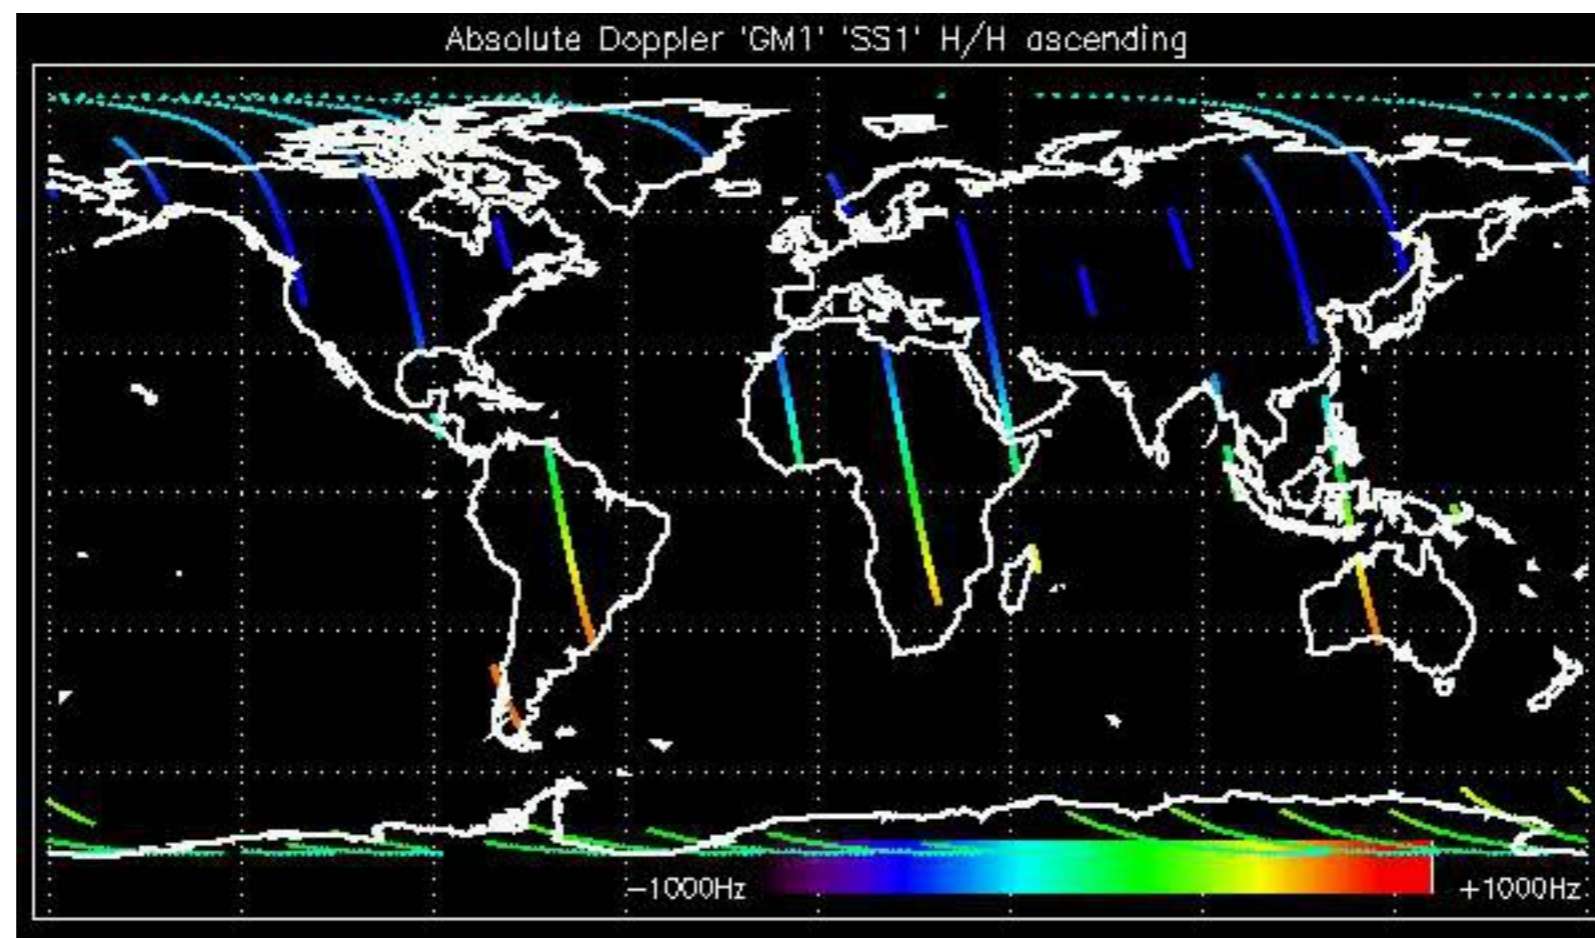 Absolute Doppler 'GM1' 'SS1' H/H ascending
−1000Hz
+1000Hz